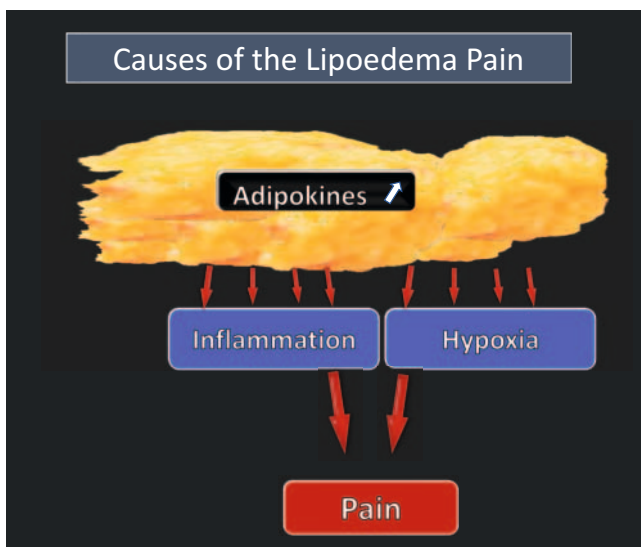 Causes of the Lipoedema Pain
Adipokines
Inflammation
Hypoxia
Pain